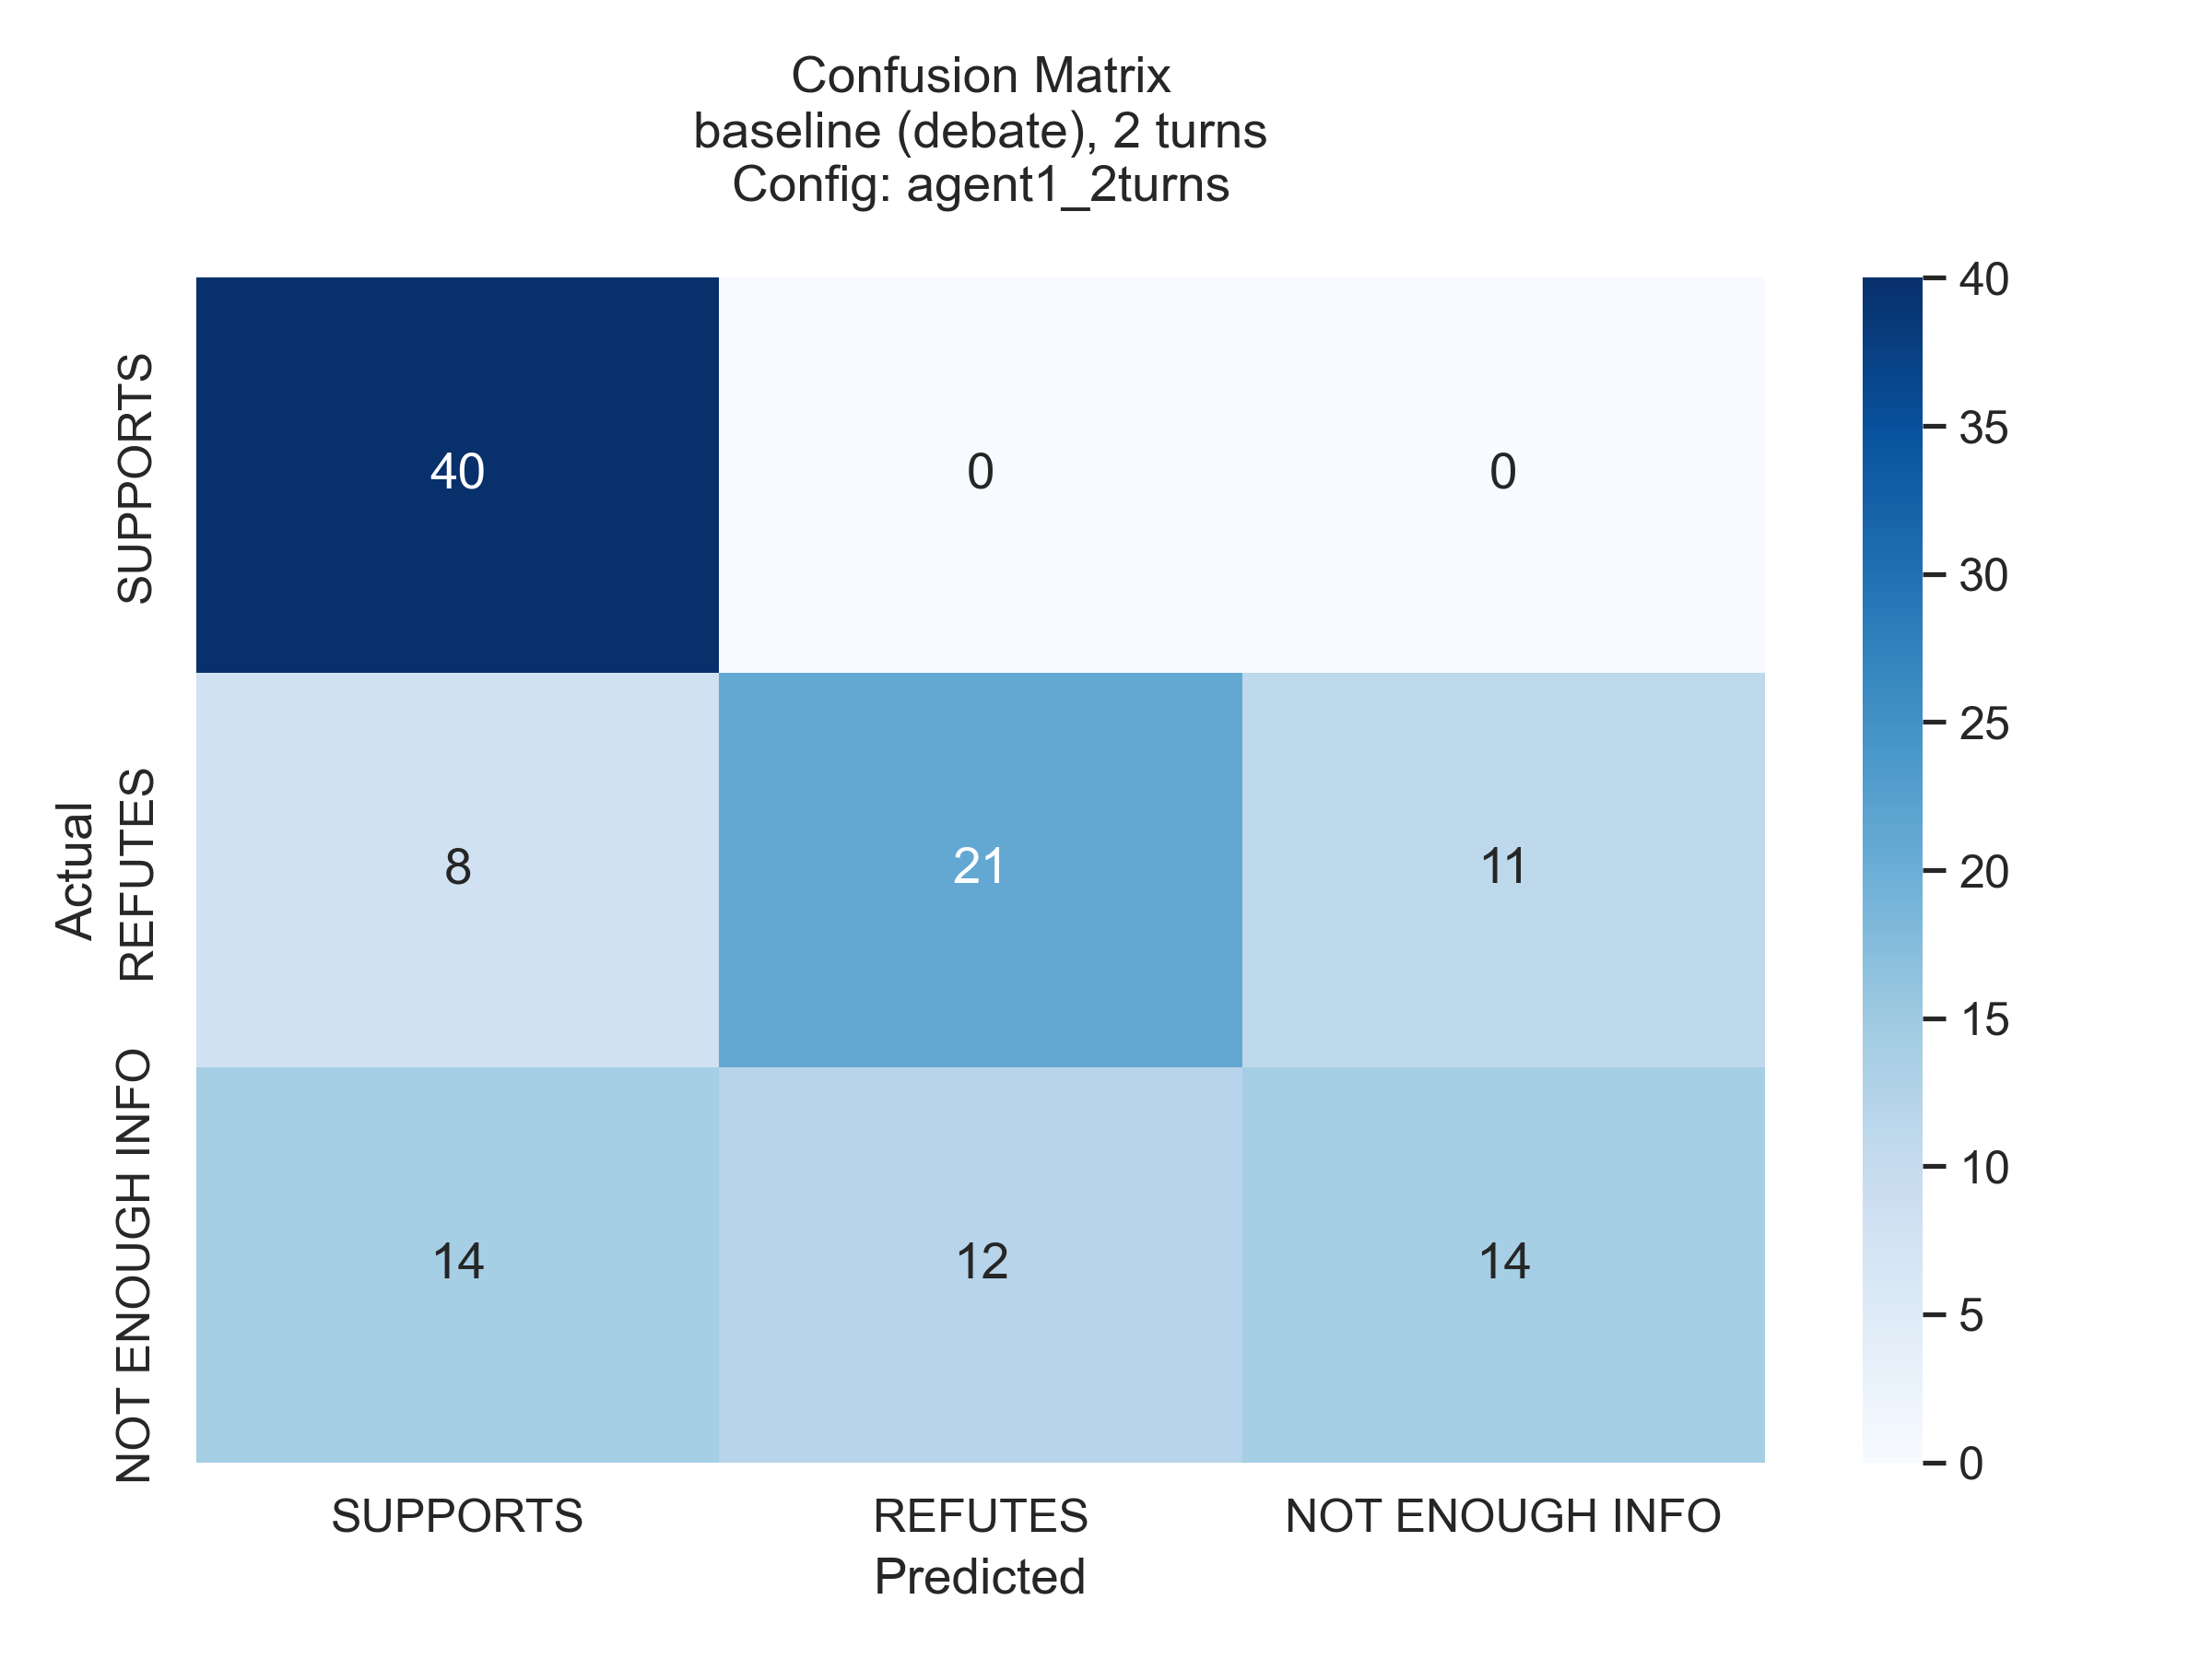 Confusion Matrix
baseline (debate), 2 turns
Config: agent1_2turns
Actual
SUPPORTS
REFUTES
NOT ENOUGH INFO
40 0 0
8 21 11
14 12 14
SUPPORTS REFUTES NOT ENOUGH INFO
Predicted
40
35
30
25
20
15
10
5
0